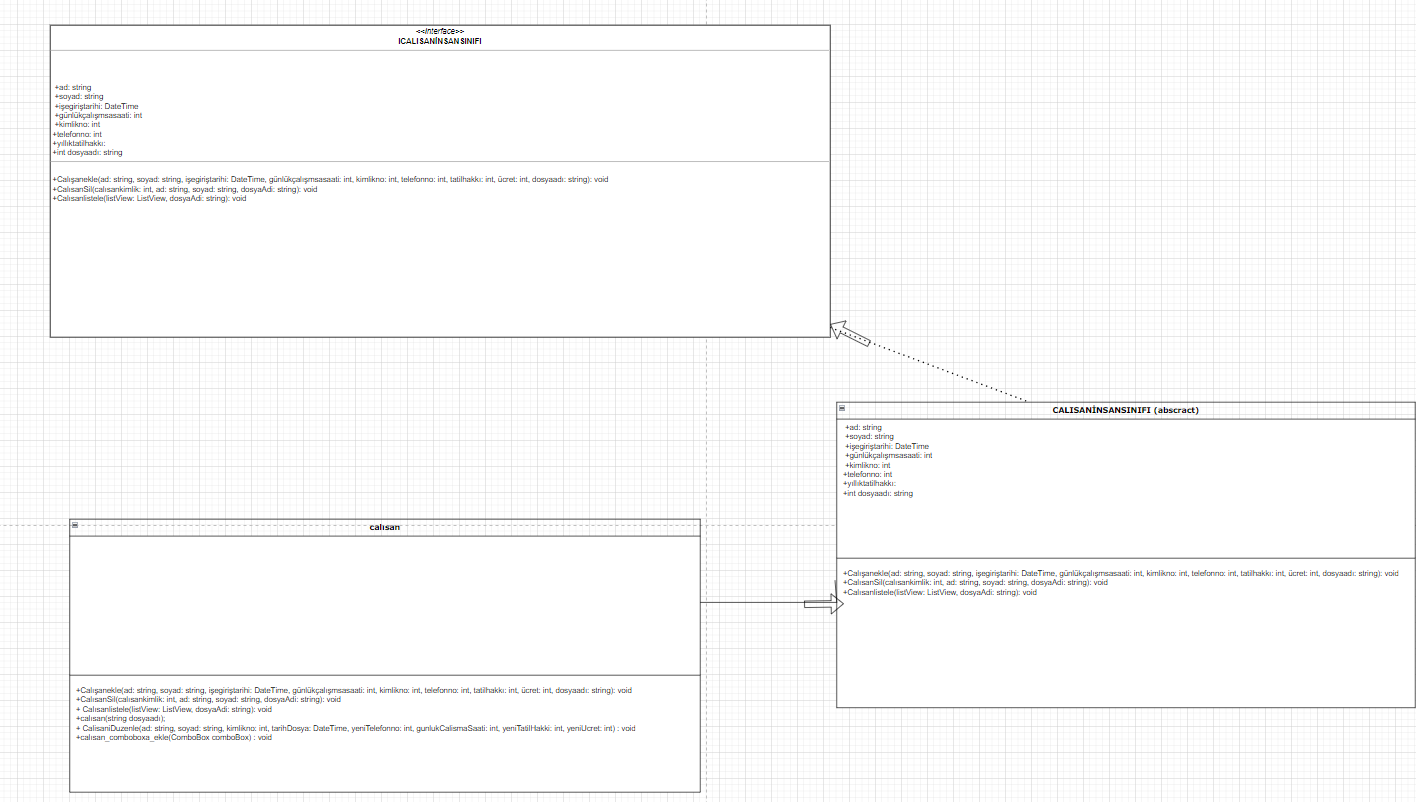 <<interface>>
ICALISANİNSANSINIFI
+ad: string
+soyad: string
+işegiriştarihi: DateTime
+günlükçalışmsasaati: int
+kimlikno: int
+telefonno: int
+yıllıktatilhakkı:
+int dosyaadı: string
+Calışanekle(ad: string, soyad: string, işegiriştarihi: DateTime, günlükçalışmsasaati: int, kimlikno: int, telefonno: int, tatilhakkı: int, ücret: int, dosyaadı: string): void
+CalısanSil(calısankimlik: int, ad: string, soyad: string, dosyaAdi: string): void
+Calısanlistele(listView: ListView, dosyaAdi: string): void
CALISANİNSANSINIFI (abscract)
+ad: string
+soyad: string
+işegiriştarihi: DateTime
+günlükçalışmsasaati: int
+kimlikno: int
+telefonno: int
+yıllıktatilhakkı:
+int dosyaadı: string
+Calışanekle(ad: string, soyad: string, işegiriştarihi: DateTime, günlükçalışmsasaati: int, kimlikno: int, telefonno: int, tatilhakkı: int, ücret: int, dosyaadı: string): void
+CalısanSil(calısankimlik: int, ad: string, soyad: string, dosyaAdi: string): void
+Calısanlistele(listView: ListView, dosyaAdi: string): void
calısan
+Calışanekle(ad: string, soyad: string, işegiriştarihi: DateTime, günlükçalışmsasaati: int, kimlikno: int, telefonno: int, tatilhakkı: int, ücret: int, dosyaadı: string): void
+CalısanSil(calısankimlik: int, ad: string, soyad: string, dosyaAdi: string): void
+ Calısanlistele(listView: ListView, dosyaAdi: string): void
+calısan(string dosyaadı);
+ CalisaniDuzenle(ad: string, soyad: string, kimlikno: int, tarihDosya: DateTime, yeniTelefonno: int, gunlukCalismaSaati: int, yeniTatilHakki: int, yeniUcret: int) : void
+calısan_comboboxa_ekle(ComboBox comboBox) : void